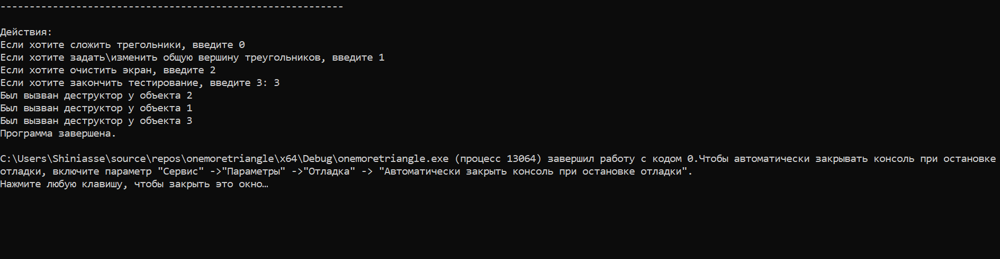 -----------------------------------------------------------
Действия:
Если хотите сложить трегольники, введите 0
Если хотите задать\изменить общую вершину треугольников, введите 1
Если хотите очистить экран, введите 2
Если хотите закончить тестирование, введите 3: 3
Был вызван деструктор у объекта 2
Был вызван деструктор у объекта 1
Был вызван деструктор у объекта 3
Программа завершена.
C:\Users\Shiniasse\source\repos\onemoretriangle\x64\Debug\onemoretriangle.exe (процесс 13064) завершил работу с кодом 0.Чтобы автоматически закрывать консоль при остановке
отладки, включите параметр "Сервис" ->"Параметры" ->"Отладка" -> "Автоматически закрыть консоль при остановке отладки".
Нажмите любую клавишу, чтобы закрыть это окно…